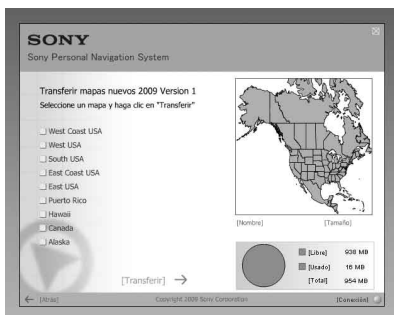 SONY
Sony Personal Navigation System
Transferir mapas nuevos 2009 Version 1
Seleccione un mapa y haga clic en "Transferir"
West Coast USA
West USA
South USA
East Coast USA
East USA
Puerto Rico
Hawaii
Canada
Alaska
[Nombre] [Tamaño]
[Libre] 938 MB
[Usado] 16 MB
[Total] 954 MB
[Transferir]
[Atrás] Copyright 2009 Sony Corporation [Conexión]